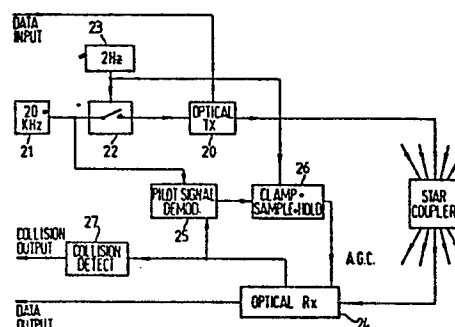 DATA
INPUT
23
2Hz
20
KHz
21
22
OPTICAL
TX
20
26
PILOT SIGNAL
DEMOD.
25
CLAMP•
SAMPLE+HOLD
STAR
COUPLER
27
COLLISION
OUTPUT
COLLISION
DETECT
A.G.C.
DATA
OUTPUT
OPTICAL Rx
24